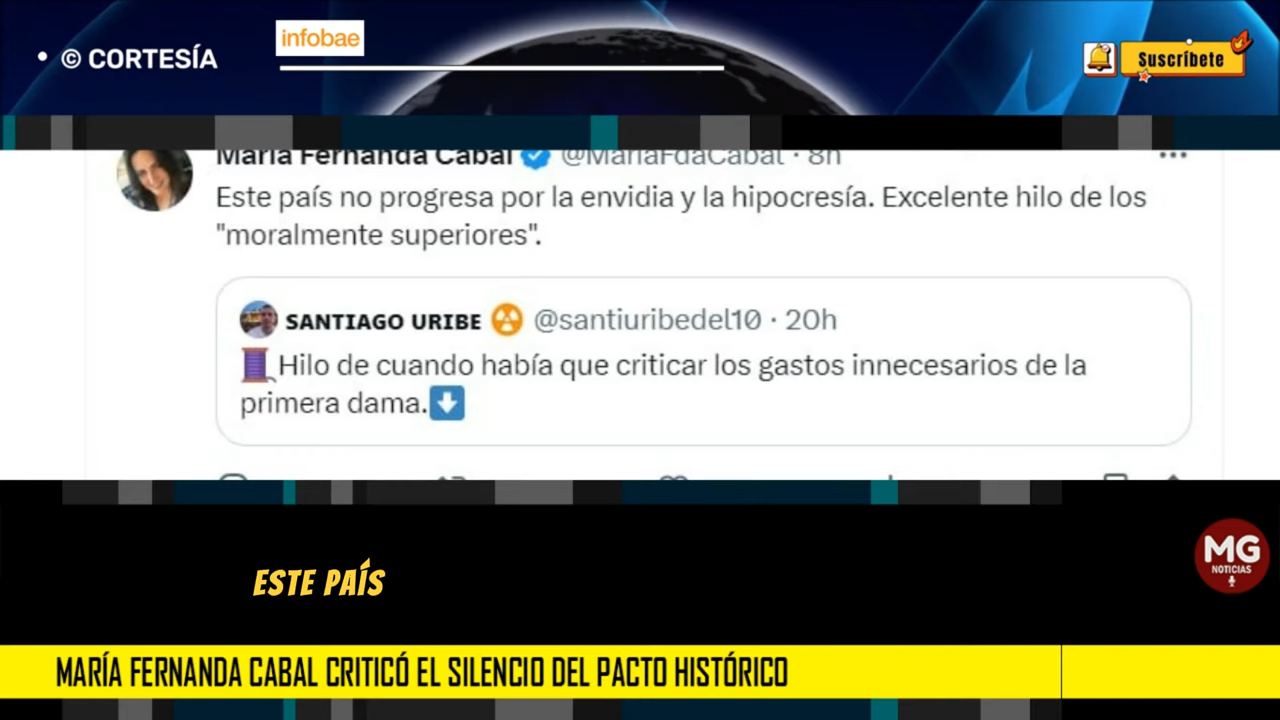 • © CORTESÍA
infobae
Suscríbete
María Fernanda Cabal @MariaFdaCabal · 8h
Este país no progresa por la envidia y la hipocresía. Excelente hilo de los
"moralmente superiores".
SANTIAGO URIBE @santiuribedel10 · 20h
Hilo de cuando había que criticar los gastos innecesarios de la
primera dama.
ESTE PAÍS
MG
NOTICIAS
MARÍA FERNANDA CABAL CRITICÓ EL SILENCIO DEL PACTO HISTÓRICO